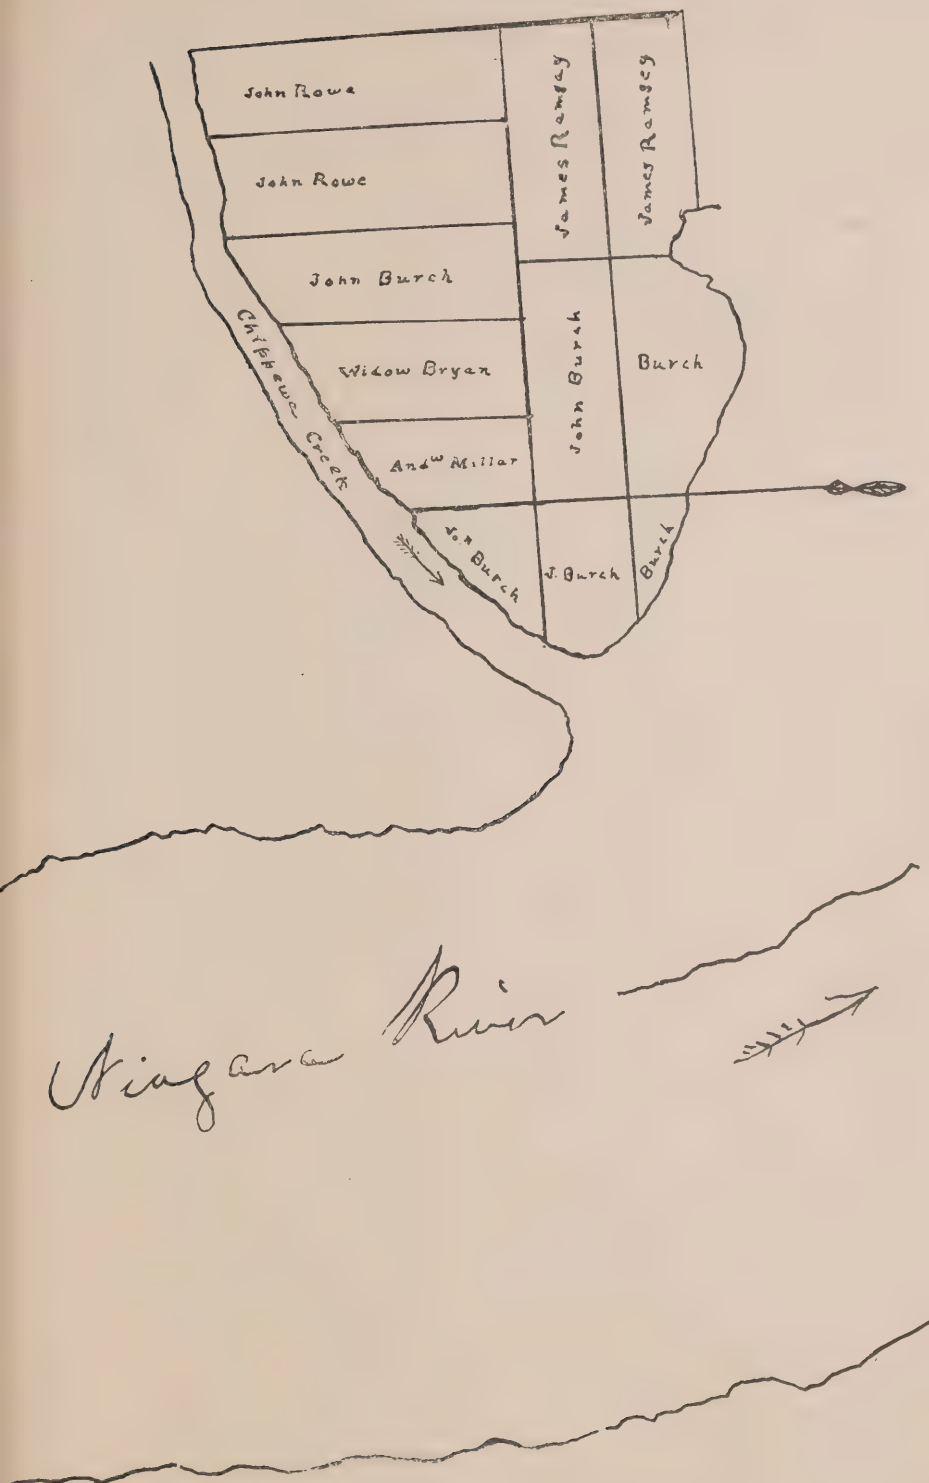 John Rowe
James Ramsay
James Ramsey
John Rowe
John Burch
Chippewa Creek
Widow Bryan
John Burch
Burch
Andw Millar
Jon Burch
J. Burch
Burch
Niagara River